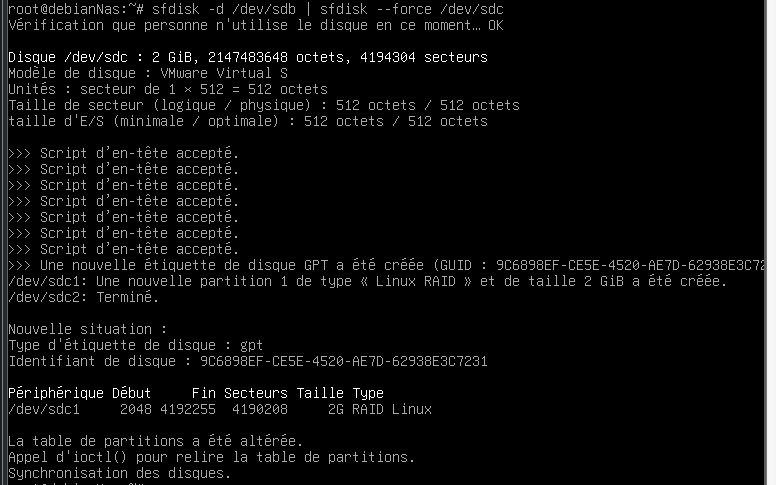 root@debianNas:~# sfdisk -d /dev/sdb | sfdisk --force /dev/sdc
Vérification que personne n'utilise le disque en ce moment… OK
Disque /dev/sdc : 2 GiB, 2147483648 octets, 4194304 secteurs
Modèle de disque : VMware Virtual S
Unités : secteur de 1 × 512 = 512 octets
Taille de secteur (logique / physique) : 512 octets / 512 octets
taille d'E/S (minimale / optimale) : 512 octets / 512 octets
>>> Script d'en-tête accepté.
>>> Script d'en-tête accepté.
>>> Script d'en-tête accepté.
>>> Script d'en-tête accepté.
>>> Script d'en-tête accepté.
>>> Script d'en-tête accepté.
>>> Script d'en-tête accepté.
>>> Une nouvelle étiquette de disque GPT a été créée (GUID : 9C6898EF-CE5E-4520-AE7D-62938E3C72
/dev/sdc1: Une nouvelle partition 1 de type « Linux RAID » et de taille 2 GiB a été créée.
/dev/sdc2: Terminé.
Nouvelle situation :
Type d'étiquette de disque : gpt
Identifiant de disque : 9C6898EF-CE5E-4520-AE7D-62938E3C7231
Périphérique Début     Fin Secteurs Taille Type
/dev/sdc1     2048 4192255  4190208     2G RAID Linux
La table de partitions a été altérée.
Appel d'ioctl() pour relire la table de partitions.
Synchronisation des disques.